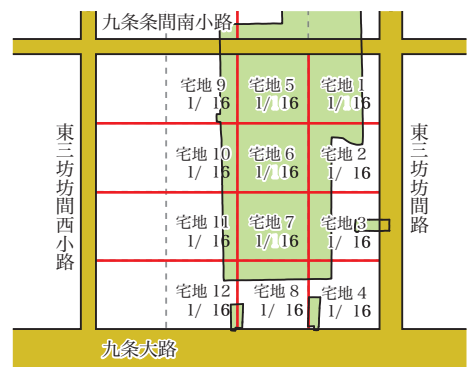 九条条間南小路
宅地 9
1/ 16
宅地 5
1/ 16
宅地 1
1/ 16
宅地 10
1/ 16
宅地 6
1/ 16
宅地 2
1/ 16
宅地 11
1/ 16
宅地 7
1/ 16
宅地 3
1/ 16
宅地 12
1/ 16
宅地 8
1/ 16
宅地 4
1/ 16
東三坊坊間西小路
東三坊坊間路
九条大路